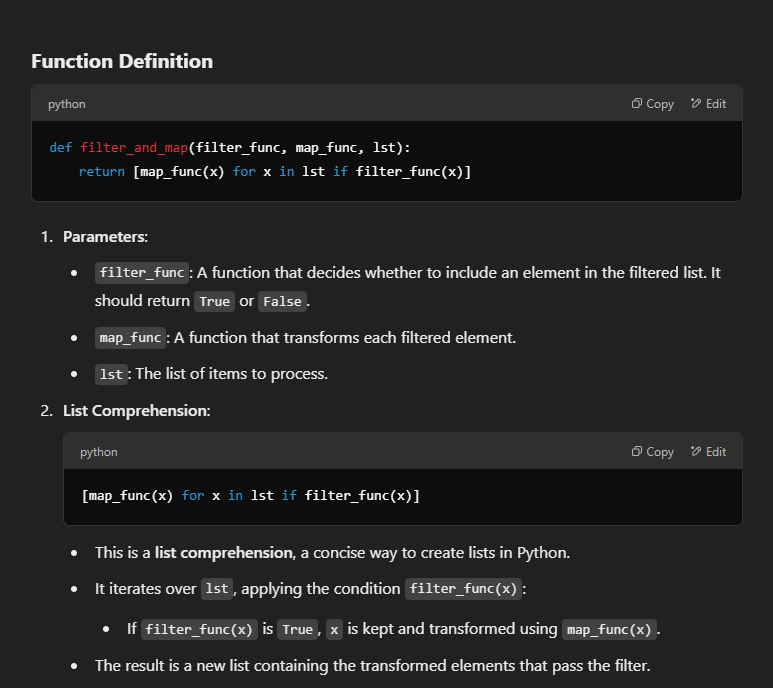 Function Definition
python Copy Edit
def filter_and_map(filter_func, map_func, lst):
    return [map_func(x) for x in lst if filter_func(x)]
1. Parameters:
• filter_func: A function that decides whether to include an element in the filtered list. It
should return True or False.
• map_func: A function that transforms each filtered element.
• lst: The list of items to process.
2. List Comprehension:
python Copy Edit
[map_func(x) for x in lst if filter_func(x)]
• This is a list comprehension, a concise way to create lists in Python.
• It iterates over lst, applying the condition filter_func(x):
• If filter_func(x) is True, x is kept and transformed using map_func(x).
• The result is a new list containing the transformed elements that pass the filter.